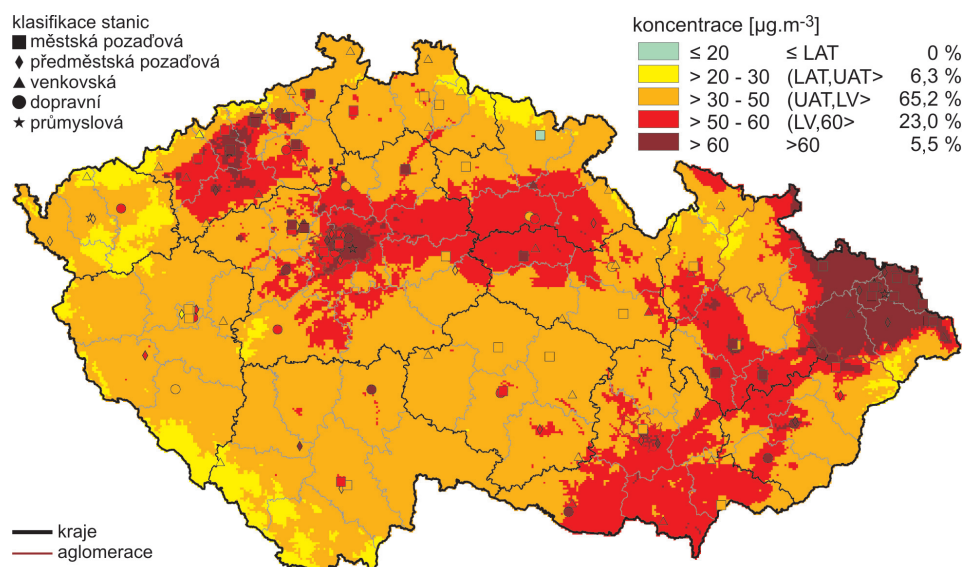 klasifikace stanic
městská pozaďová
předměstská pozaďová
venkovská
dopravní
průmyslová
koncentrace [µg.m-3]
≤ 20 ≤ LAT 0 %
> 20 - 30 (LAT,UAT> 6,3 %
> 30 - 50 (UAT,LV> 65,2 %
> 50 - 60 (LV,60> 23,0 %
> 60 >60 5,5 %
kraje
aglomerace